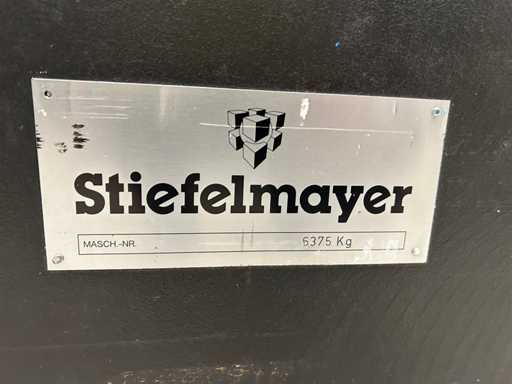 Stiefelmayer
MASCH.-NR. 6375 Kg